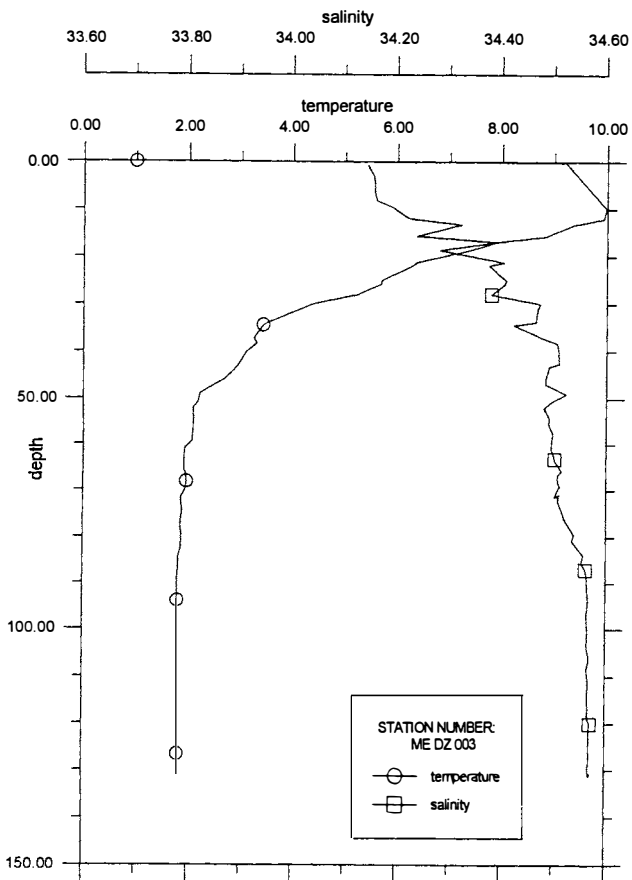 salinity
33.60 33.80 34.00 34.20 34.40 34.60
temperature
0.00 2.00 4.00 6.00 8.00 10.00
0.00
50.00
depth
100.00
150.00
STATION NUMBER:
ME DZ 003
temperature
salinity